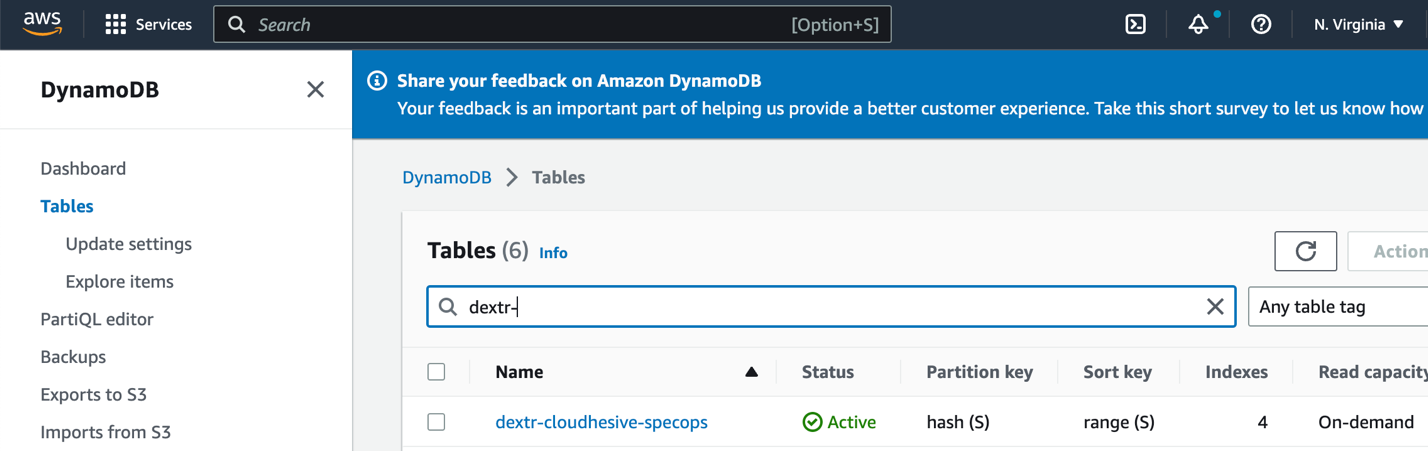 aws Services Search [Option+S] N. Virginia
DynamoDB
Share your feedback on Amazon DynamoDB
Your feedback is an important part of helping us provide a better customer experience. Take this short survey to let us know how
Dashboard
Tables
Update settings
Explore items
PartiQL editor
Backups
Exports to S3
Imports from S3
DynamoDB > Tables
Tables (6) Info
Action
dextr-
Any table tag
Name Status Partition key Sort key Indexes Read capacity
dextr-cloudhesive-specops Active hash (S) range (S) 4 On-demand